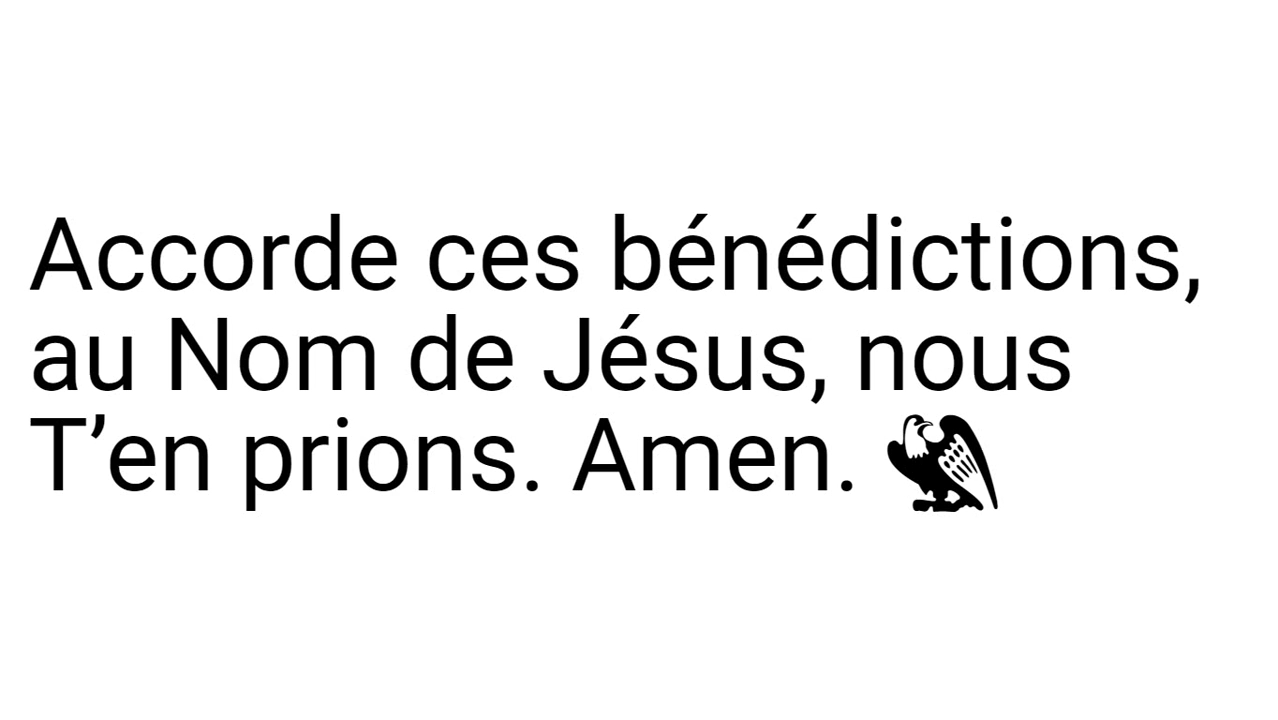 Accorde ces bénédictions,
au Nom de Jésus, nous
T’en prions. Amen.